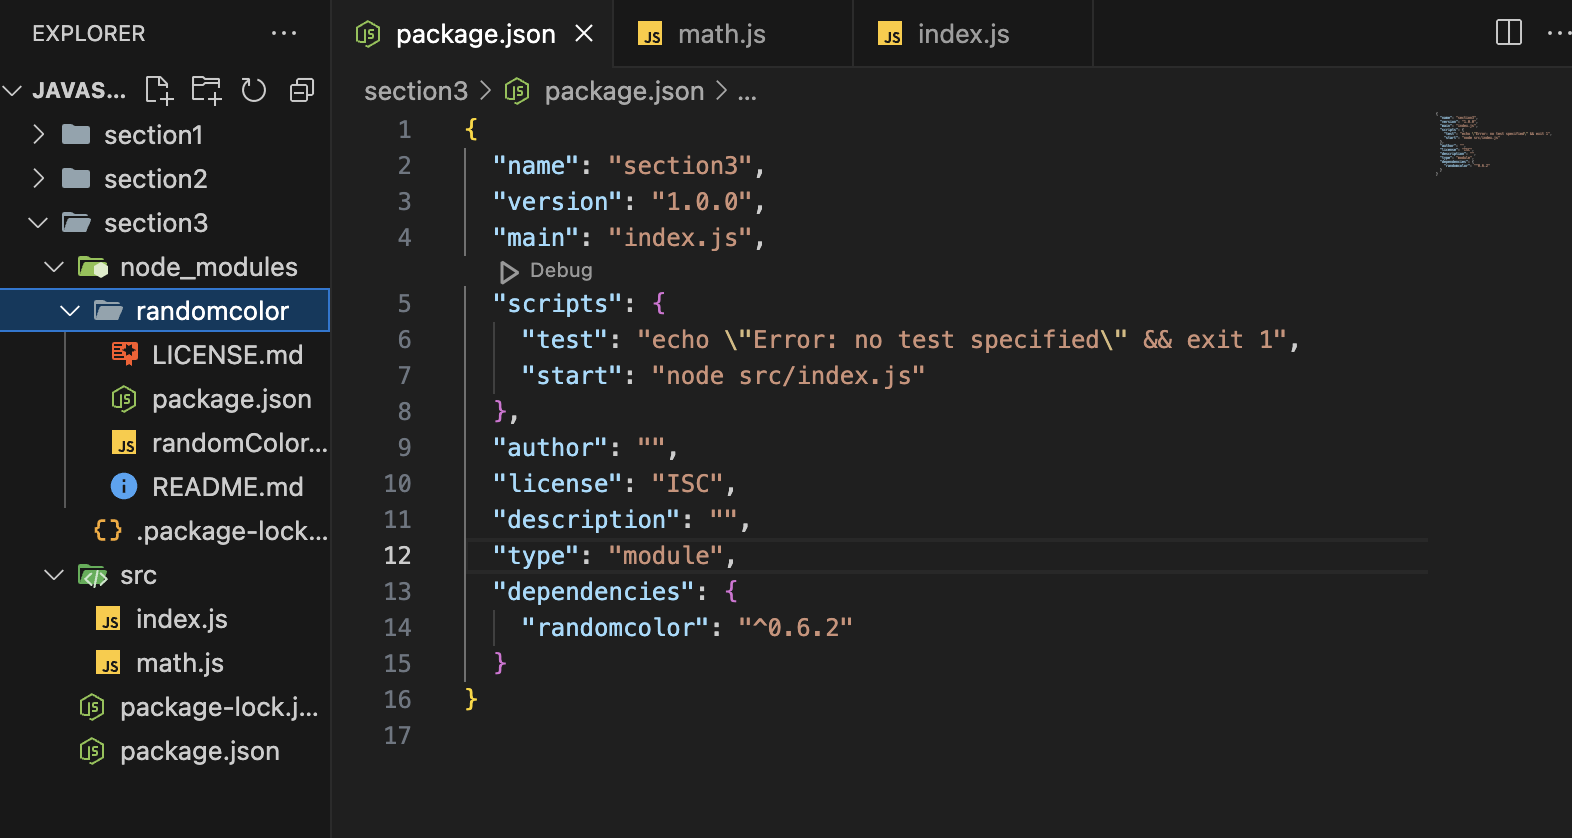 EXPLORER
JAVAS...
section1
section2
section3
node_modules
randomcolor
LICENSE.md
package.json
randomColor...
README.md
.package-lock...
src
index.js
math.js
package-lock.j...
package.json
package.json
math.js
index.js
section3 > package.json > ...
1 {
2 "name": "section3",
3 "version": "1.0.0",
4 "main": "index.js",
Debug
5 "scripts": {
6 "test": "echo \"Error: no test specified\" && exit 1",
7 "start": "node src/index.js"
8 },
9 "author": "",
10 "license": "ISC",
11 "description": "",
12 "type": "module",
13 "dependencies": {
14 "randomcolor": "^0.6.2"
15 }
16 }
17